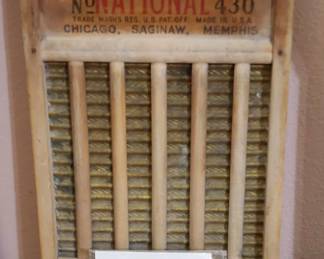 No NATIONAL 430
TRADE MARKS REG. U.S. PAT. OFF. MADE IN U.S.A.
CHICAGO, SAGINAW, MEMPHIS